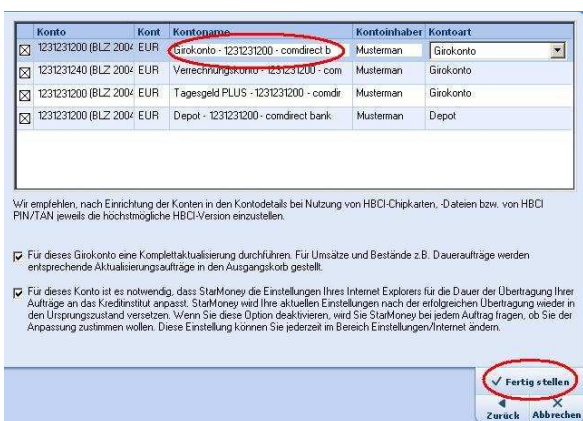 Konto Kont Kontoname Kontoinhaber Kontoart
1231231200 (BLZ 2004 EUR Girokonto - 1231231200 - comdirect b Musterman Girokonto
1231231240 (BLZ 2004 EUR Verrechnungskonto - 1231231200 - com Musterman Girokonto
1231231200 (BLZ 2004 EUR Tagesgeld PLUS - 1231231200 - comdir Musterman Girokonto
1231231200 (BLZ 2004 EUR Depot - 1231231200 - comdirect bank Musterman Depot
Wir empfehlen, nach Einrichtung der Konten in den Kontodetails bei Nutzung von HBCI-Chipkarten, -Dateien bzw. von HBCI
PIN/TAN jeweils die höchstmögliche HBCI-Version einzustellen.
Für dieses Girokonto eine Komplettaktualisierung durchführen. Für Umsätze und Bestände z.B. Daueraufträge werden
entsprechende Aktualisierungsaufträge in den Ausgangskorb gestellt.
Für dieses Konto ist es notwendig, dass StarMoney die Einstellungen Ihres Internet Explorers für die Dauer der Übertragung Ihrer
Aufträge an das Kreditinstitut anpasst. StarMoney wird Ihre aktuellen Einstellungen nach der erfolgreichen Übertragung wieder in
den Ursprungszustand versetzen. Wenn Sie diese Option deaktivieren, wird Sie StarMoney bei jedem Auftrag fragen, ob Sie der
Anpassung zustimmen wollen. Diese Einstellung können Sie jederzeit im Bereich Einstellungen/Internet ändern.
Fertig stellen
Zurück Abbrechen